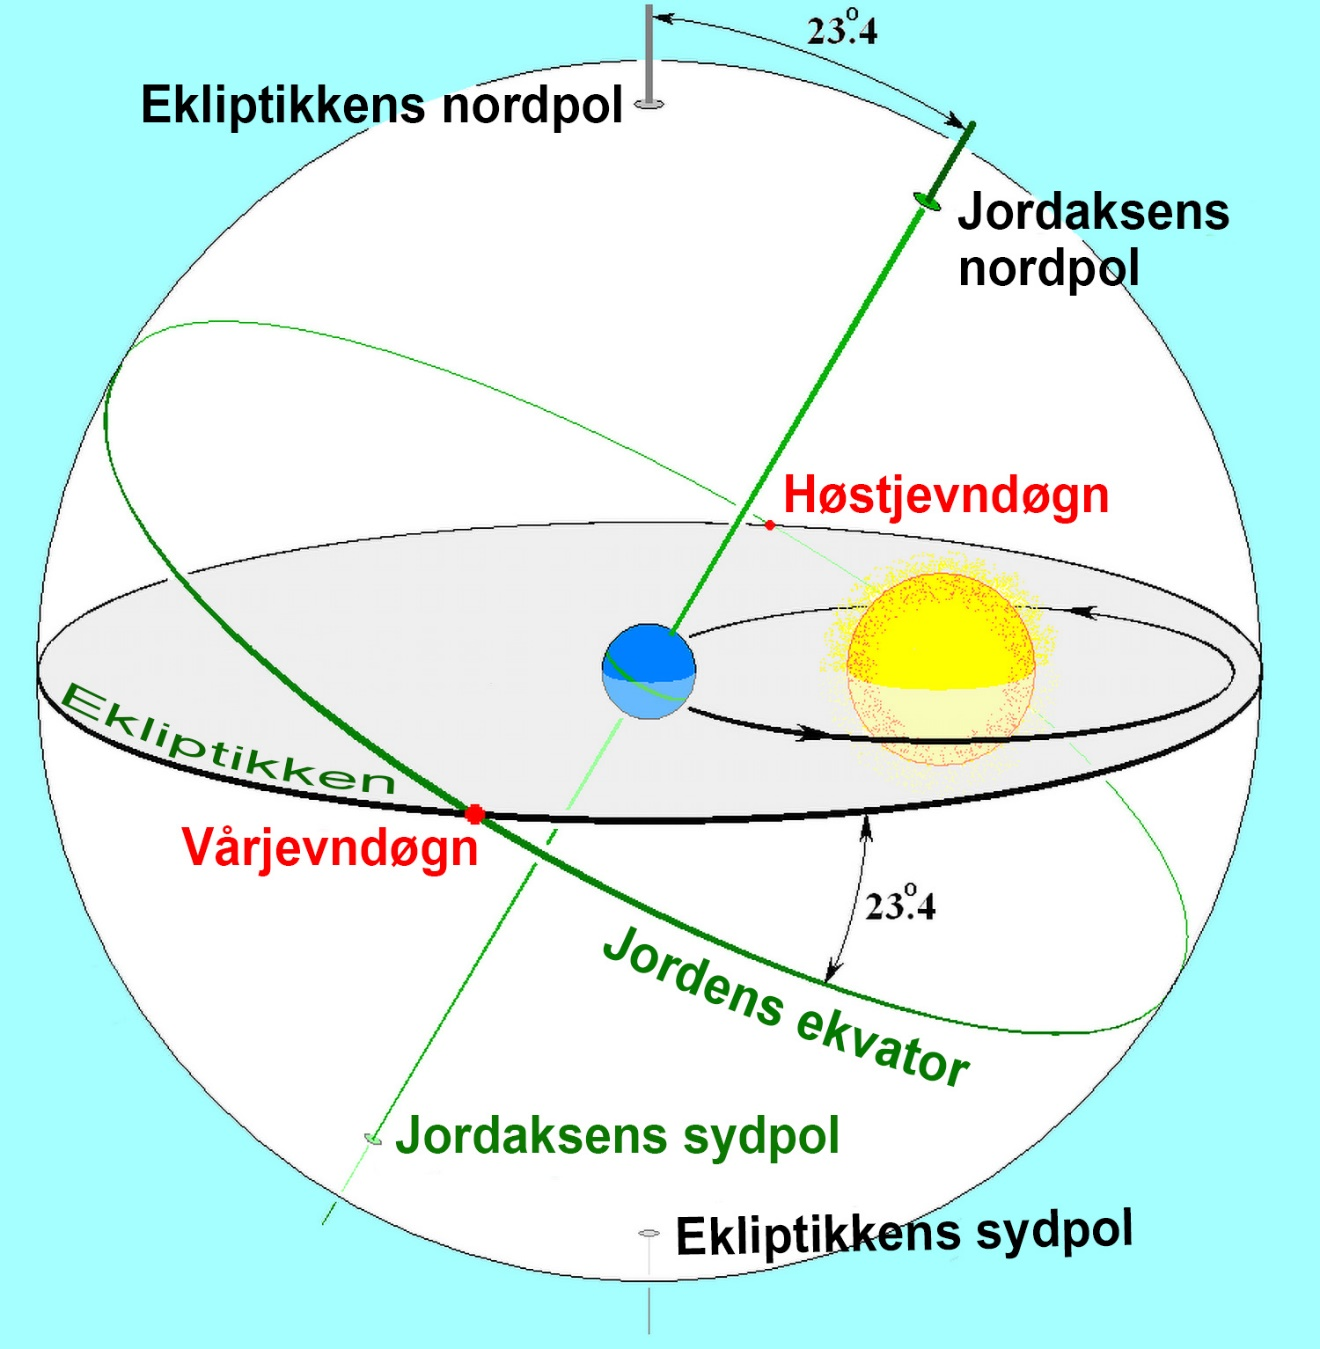 23°.4
Ekliptikkens nordpol
Jordaksens
nordpol
Høstjevndøgn
Ekliptikken
Vårjevndøgn
23°.4
Jordens ekvator
Jordaksens sydpol
Ekliptikkens sydpol